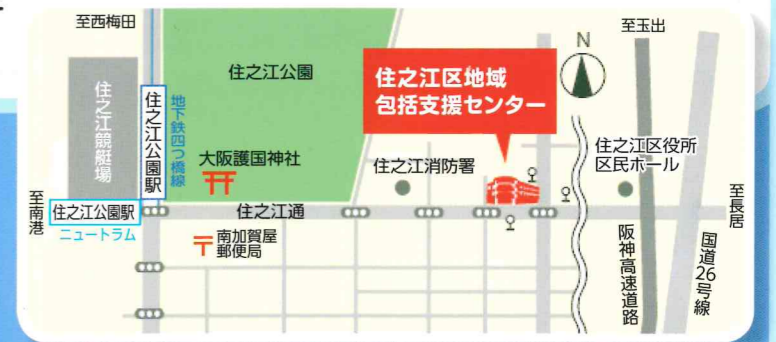 至西梅田
住之江競艇場
住之江公園駅
地下鉄四つ橋線
住之江公園
大阪護国神社
住之江区地域
包括支援センター
N
至玉出
住之江消防署
住之江区役所
区民ホール
至南港
住之江公園駅
ニュートラム
住之江通
至長居
南加賀屋
郵便局
阪神高速道路
国道26号線